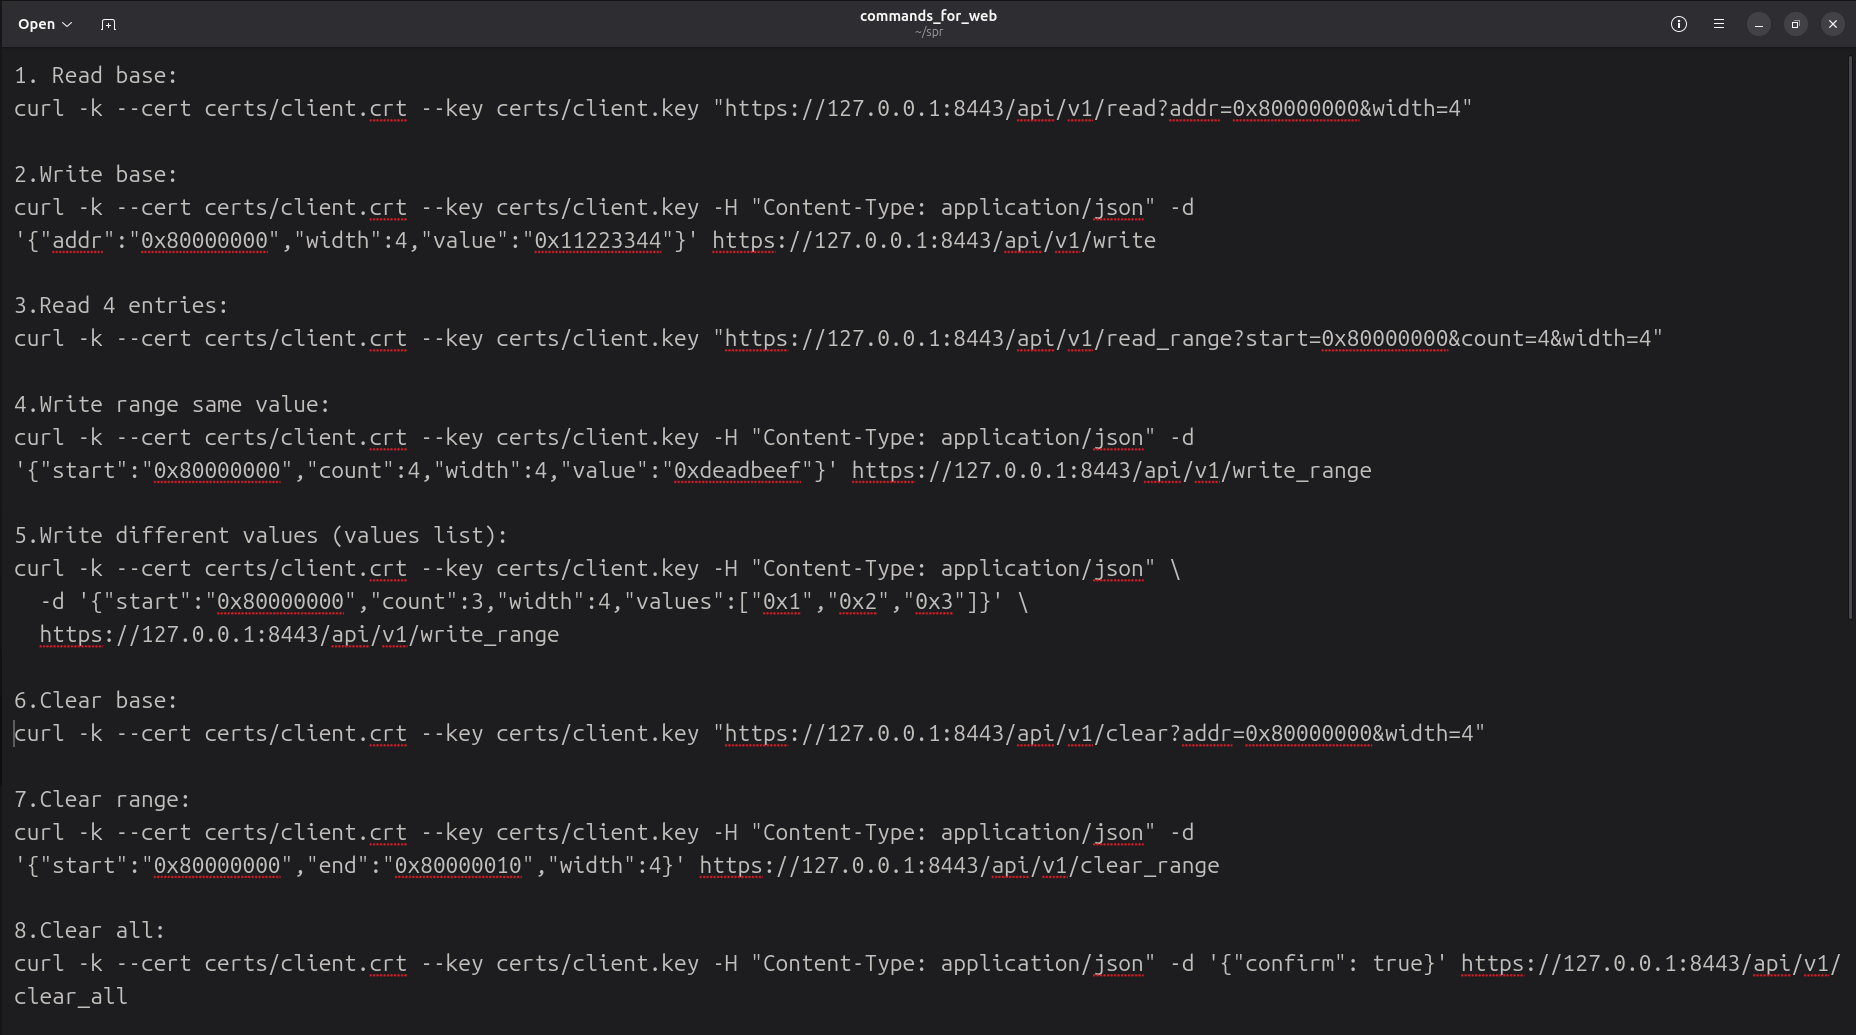 Open
commands_for_web
~/spr
1. Read base:
curl -k --cert certs/client.crt --key certs/client.key "https://127.0.0.1:8443/api/v1/read?addr=0x80000000&width=4"
2.Write base:
curl -k --cert certs/client.crt --key certs/client.key -H "Content-Type: application/json" -d
'{"addr":"0x80000000","width":4,"value":"0x11223344"}' https://127.0.0.1:8443/api/v1/write
3.Read 4 entries:
curl -k --cert certs/client.crt --key certs/client.key "https://127.0.0.1:8443/api/v1/read_range?start=0x80000000&count=4&width=4"
4.Write range same value:
curl -k --cert certs/client.crt --key certs/client.key -H "Content-Type: application/json" -d
'{"start":"0x80000000","count":4,"width":4,"value":"0xdeadbeef"}' https://127.0.0.1:8443/api/v1/write_range
5.Write different values (values list):
curl -k --cert certs/client.crt --key certs/client.key -H "Content-Type: application/json" \
  -d '{"start":"0x80000000","count":3,"width":4,"values":["0x1","0x2","0x3"]}' \
  https://127.0.0.1:8443/api/v1/write_range
6.Clear base:
curl -k --cert certs/client.crt --key certs/client.key "https://127.0.0.1:8443/api/v1/clear?addr=0x80000000&width=4"
7.Clear range:
curl -k --cert certs/client.crt --key certs/client.key -H "Content-Type: application/json" -d
'{"start":"0x80000000","end":"0x80000010","width":4}' https://127.0.0.1:8443/api/v1/clear_range
8.Clear all:
curl -k --cert certs/client.crt --key certs/client.key -H "Content-Type: application/json" -d '{"confirm": true}' https://127.0.0.1:8443/api/v1/
clear_all